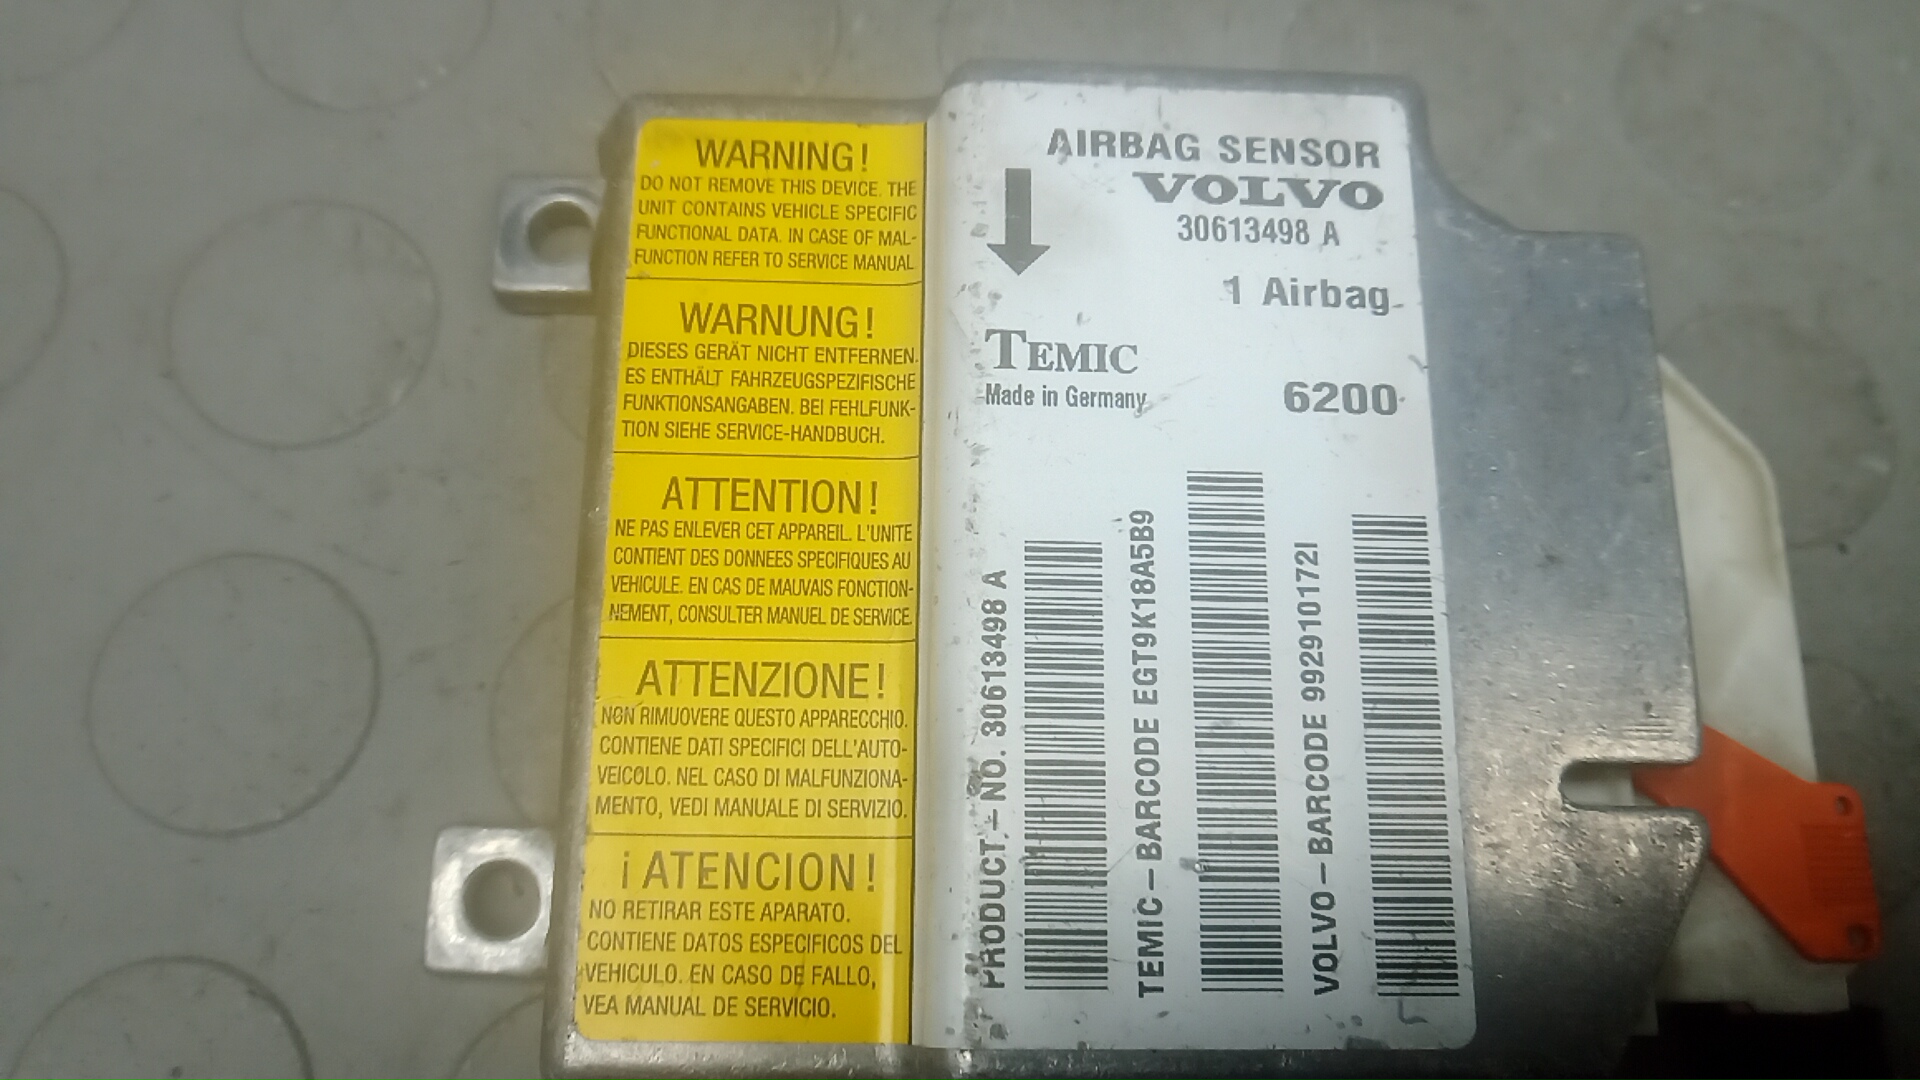 WARNING!
DO NOT REMOVE THIS DEVICE. THE
UNIT CONTAINS VEHICLE SPECIFIC
FUNCTIONAL DATA. IN CASE OF MAL-
FUNCTION REFER TO SERVICE MANUAL
WARNUNG!
DIESES GERÄT NICHT ENTFERNEN.
ES ENTHÄLT FAHRZEUGSPEZIFISCHE
FUNKTIONSANGABEN. BEI FEHLFUNK-
TION SIEHE SERVICE-HANDBUCH.
ATTENTION!
NE PAS ENLEVER CET APPAREIL. L'UNITE
CONTIENT DES DONNEES SPECIFIQUES AU
VEHICULE. EN CAS DE MAUVAIS FONCTION-
NEMENT, CONSULTER MANUEL DE SERVICE.
ATTENZIONE!
NON RIMUOVERE QUESTO APPARECCHIO.
CONTIENE DATI SPECIFICI DELL'AUTO-
VEICOLO. NEL CASO DI MALFUNZIONA-
MENTO, VEDI MANUALE DI SERVIZIO.
¡ATENCION!
NO RETIRAR ESTE APARATO.
CONTIENE DATOS ESPECIFICOS DEL
VEHICULO. EN CASO DE FALLO,
VEA MANUAL DE SERVICIO.
AIRBAG SENSOR
VOLVO
30613498 A
1 Airbag
TEMIC
Made in Germany
6200
PRODUCT.-NO. 30613498 A
TEMIC-BARCODE EGT9K18A5B9
VOLVO-BARCODE 992910172I